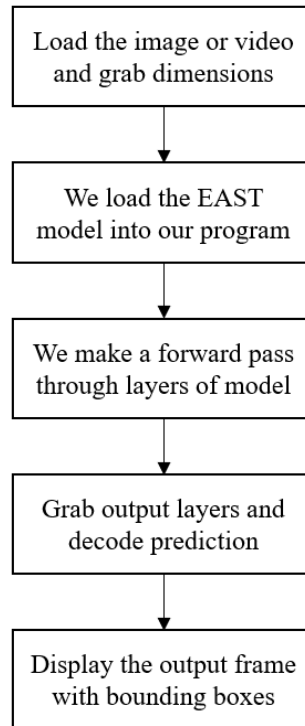 Load the image or video
and grab dimensions
We load the EAST
model into our program
We make a forward pass
through layers of model
Grab output layers and
decode prediction
Display the output frame
with bounding boxes